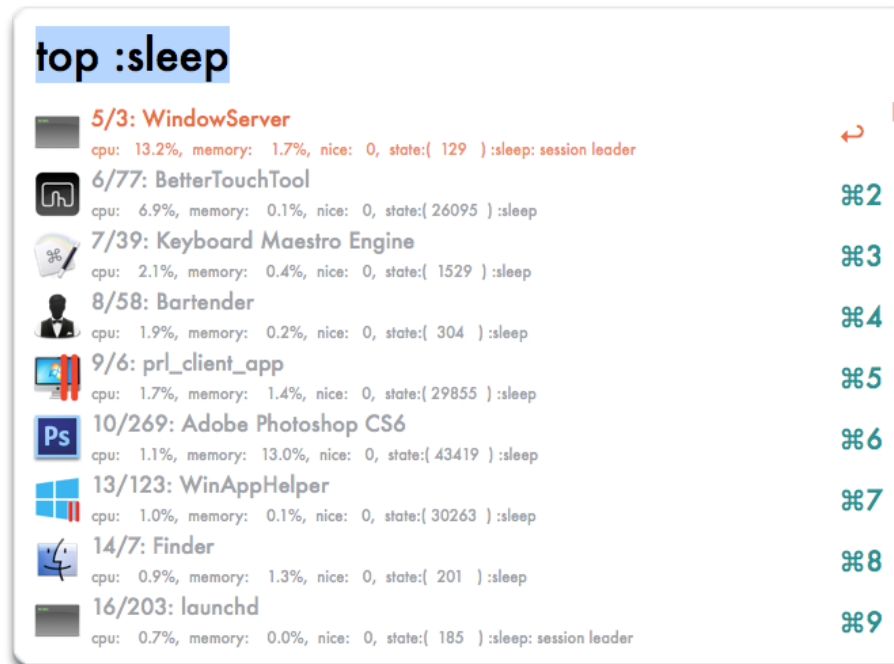 top :sleep
5/3: WindowServer
cpu: 13.2%, memory: 1.7%, nice: 0, state:( 129 ) :sleep: session leader
↩
6/77: BetterTouchTool
cpu: 6.9%, memory: 0.1%, nice: 0, state:( 26095 ) :sleep
⌘2
7/39: Keyboard Maestro Engine
cpu: 2.1%, memory: 0.4%, nice: 0, state:( 1529 ) :sleep
⌘3
8/58: Bartender
cpu: 1.9%, memory: 0.2%, nice: 0, state:( 304 ) :sleep
⌘4
9/6: prl_client_app
cpu: 1.7%, memory: 1.4%, nice: 0, state:( 29855 ) :sleep
⌘5
Ps
10/269: Adobe Photoshop CS6
cpu: 1.1%, memory: 13.0%, nice: 0, state:( 43419 ) :sleep
⌘6
13/123: WinAppHelper
cpu: 1.0%, memory: 0.1%, nice: 0, state:( 30263 ) :sleep
⌘7
14/7: Finder
cpu: 0.9%, memory: 1.3%, nice: 0, state:( 201 ) :sleep
⌘8
16/203: launchd
cpu: 0.7%, memory: 0.0%, nice: 0, state:( 185 ) :sleep: session leader
⌘9